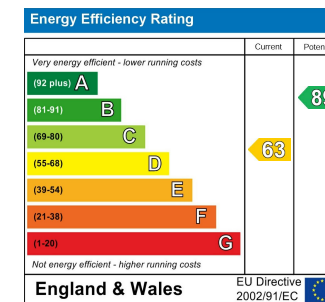 Energy Efficiency Rating
Current
Very energy efficient - lower running costs
(92 plus) A
(81-91) B
(69-80) C
(55-68) D
(39-54) E
(21-38) F
(1-20) G
63
Not energy efficient - higher running costs
England & Wales
EU Directive
2002/91/EC